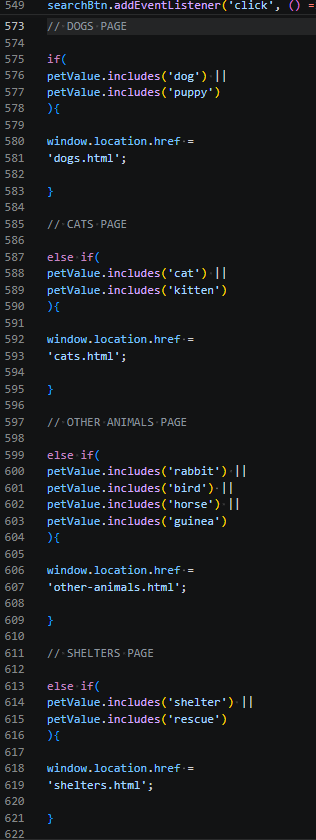 549 searchBtn.addEventListener('click', () =
573 // DOGS PAGE
574
575 if(
576 petValue.includes('dog') ||
577 petValue.includes('puppy')
578 ){
579
580 window.location.href =
581 'dogs.html';
582
583 }
584
585 // CATS PAGE
586
587 else if(
588 petValue.includes('cat') ||
589 petValue.includes('kitten')
590 ){
591
592 window.location.href =
593 'cats.html';
594
595 }
596
597 // OTHER ANIMALS PAGE
598
599 else if(
600 petValue.includes('rabbit') ||
601 petValue.includes('bird') ||
602 petValue.includes('horse') ||
603 petValue.includes('guinea')
604 ){
605
606 window.location.href =
607 'other-animals.html';
608
609 }
610
611 // SHELTERS PAGE
612
613 else if(
614 petValue.includes('shelter') ||
615 petValue.includes('rescue')
616 ){
617
618 window.location.href =
619 'shelters.html';
620
621 }
622